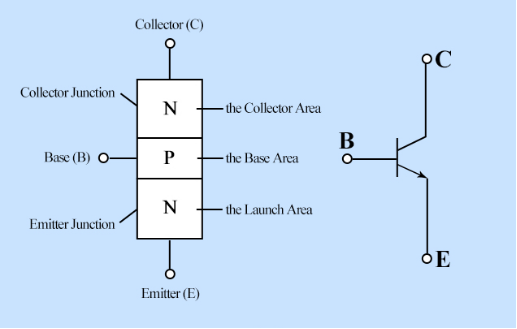 Collector (C)
Collector Junction
N
the Collector Area
Base (B)
P
the Base Area
N
the Launch Area
Emitter Junction
Emitter (E)
C
B
E